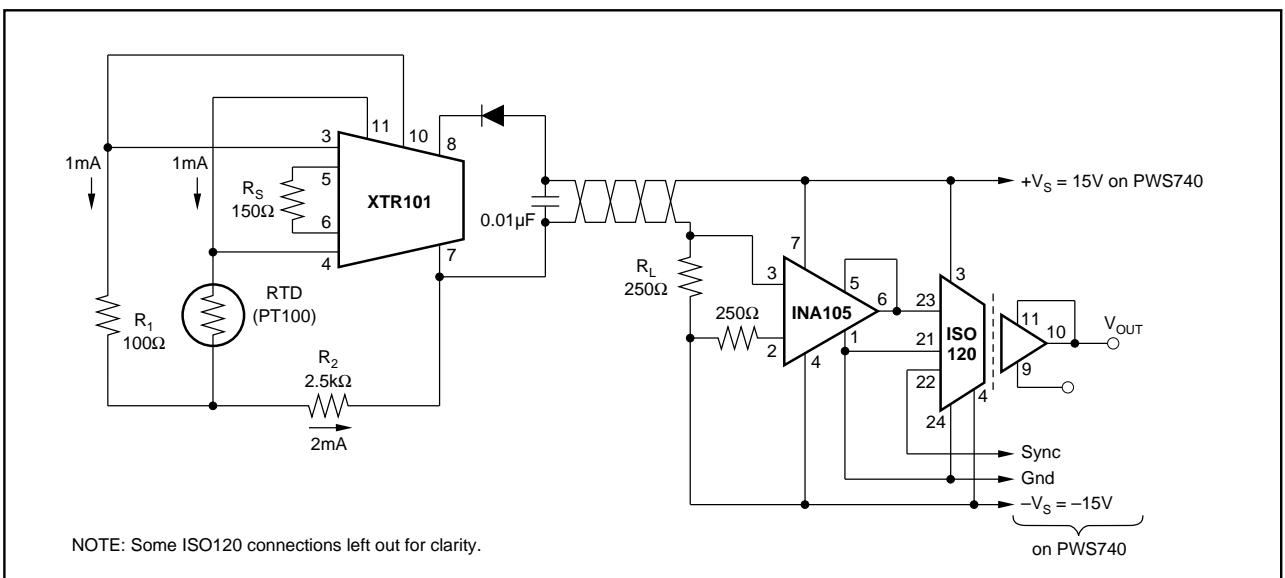 11
3
10
8
1mA
1mA
5
R_S
150Ω
XTR101
6
4
7
0.01µF
+V_S = 15V on PWS740
RTD
(PT100)
R_1
100Ω
R_2
2.5kΩ
2mA
R_L
250Ω
250Ω
7
3
5
INA105
6
2
1
4
3
23
ISO
120
21
22
24
4
11
10
V_OUT
9
Sync
Gnd
–V_S = –15V
on PWS740
NOTE: Some ISO120 connections left out for clarity.